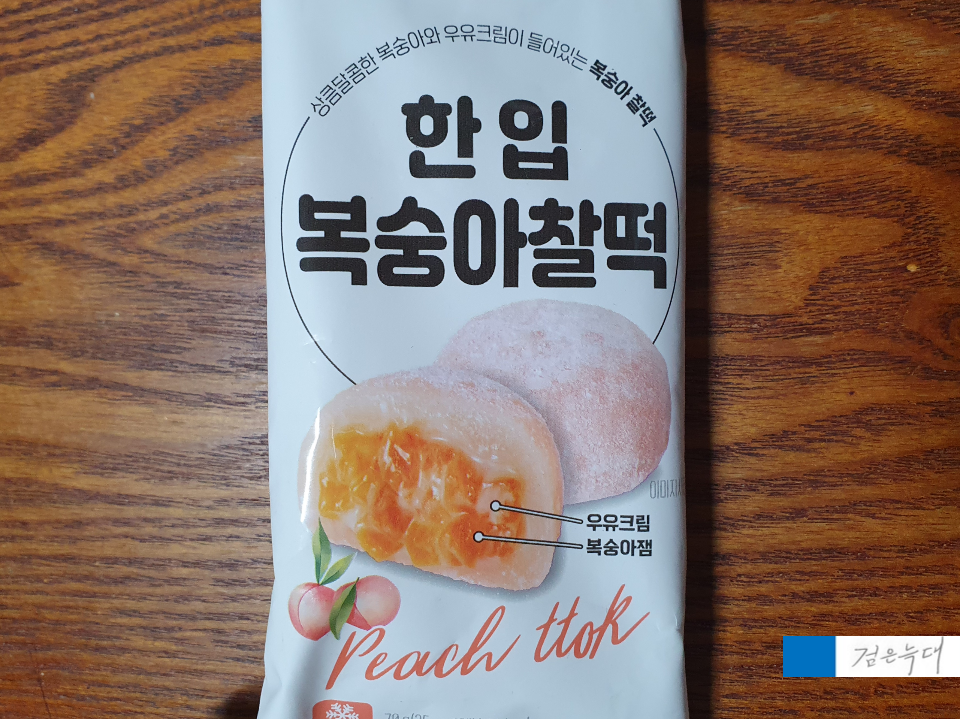 상큼달콤한 복숭아와 우유크림이 들어있는 복숭아 찰떡
한 입
복숭아찰떡
우유크림
복숭아잼
Peach ttok
검은늑대